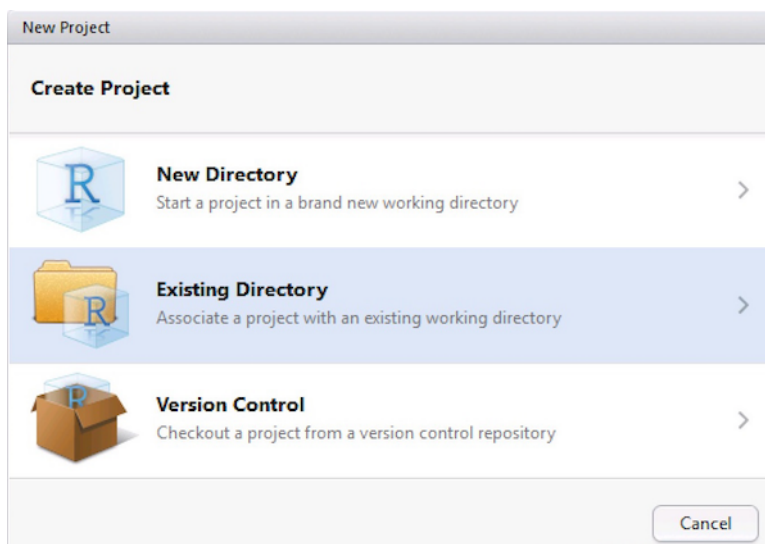 New Project
Create Project
R
New Directory
Start a project in a brand new working directory
R
Existing Directory
Associate a project with an existing working directory
R
Version Control
Checkout a project from a version control repository
Cancel